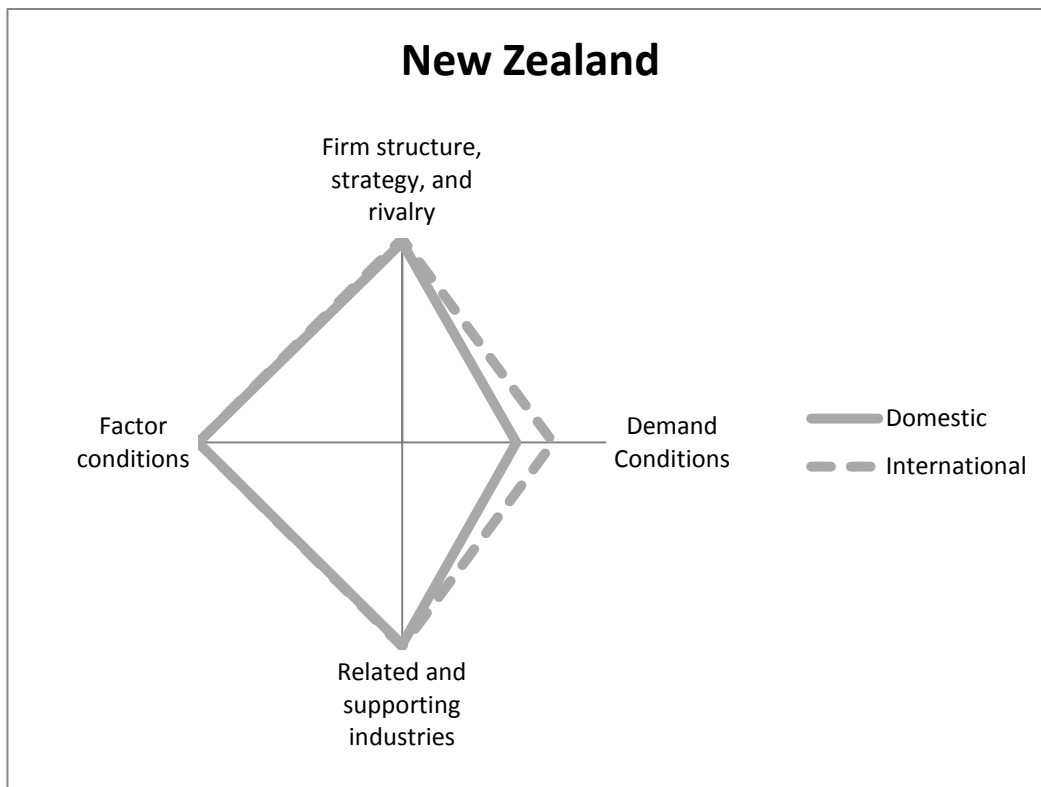 New Zealand
Firm structure,
strategy, and
rivalry
Factor
conditions
Demand
Conditions
Domestic
International
Related and
supporting
industries